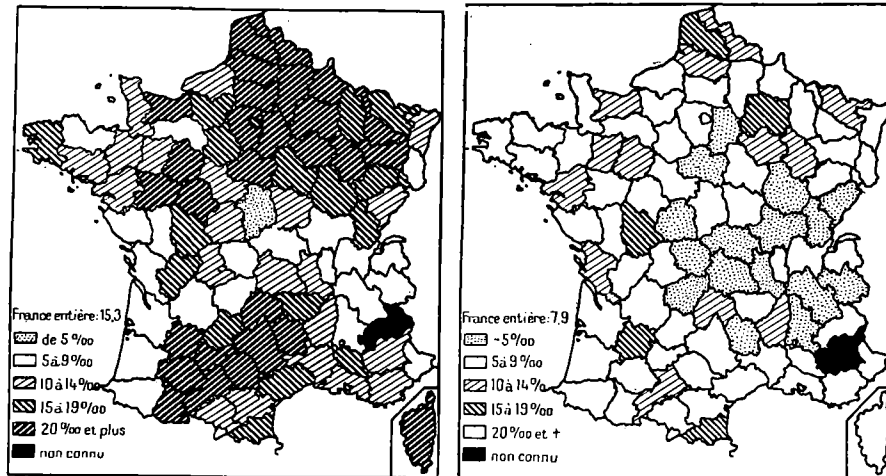 France entière: 15,3
de 5‰
5 à 9‰
10 à 14‰
15 à 19‰
20‰ et plus
non connu
France entière: 7,9
-5‰
5 à 9‰
10 à 14%
15 à 19‰
20‰ et +
non connu